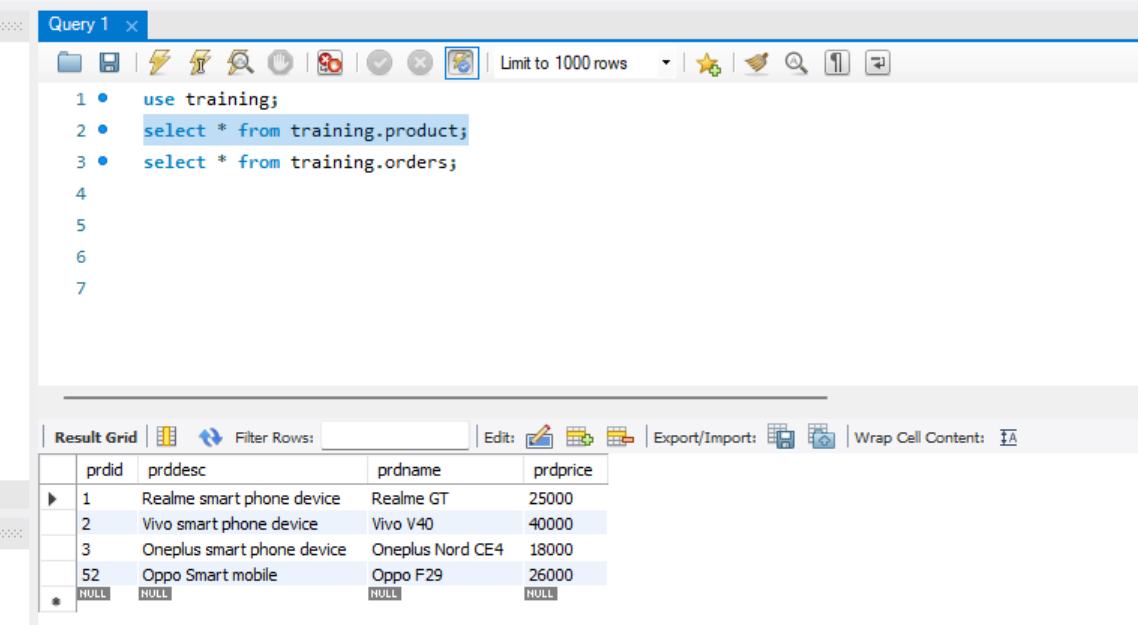 Query 1
Limit to 1000 rows
1 use training;
2 select * from training.product;
3 select * from training.orders;
4
5
6
7
Result Grid Filter Rows: Edit: Export/Import: Wrap Cell Content:
prdid prddesc prdname prdprice
1 Realme smart phone device Realme GT 25000
2 Vivo smart phone device Vivo V40 40000
3 Oneplus smart phone device Oneplus Nord CE4 18000
52 Oppo Smart mobile Oppo F29 26000
NULL NULL NULL NULL